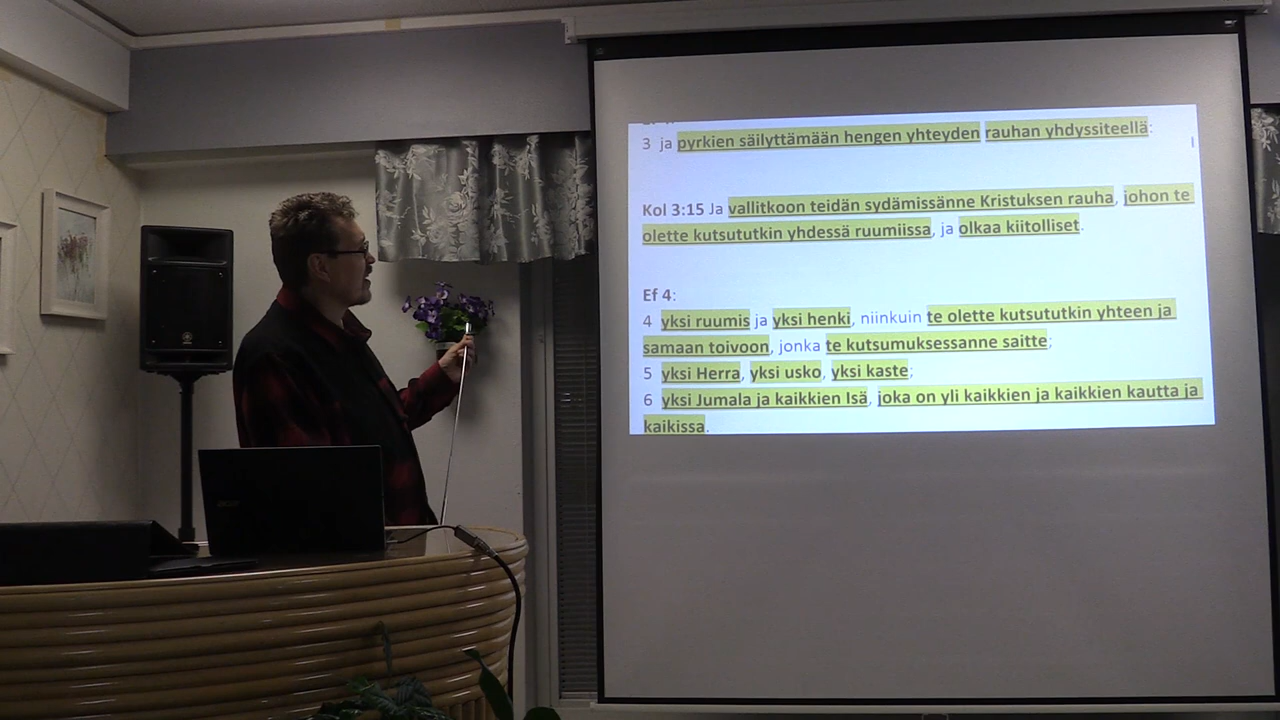 3 ja pyrkien säilyttämään hengen yhteyden rauhan yhdyssiteellä:
Kol 3:15 Ja vallitkoon teidän sydämissänne Kristuksen rauha, johon te
olette kutsututkin yhdessä ruumiissa, ja olkaa kiitolliset.
Ef 4:
4 yksi ruumis ja yksi henki, niinkuin te olette kutsututkin yhteen ja
samaan toivoon, jonka te kutsumuksessanne saitte;
5 yksi Herra, yksi usko, yksi kaste;
6 yksi Jumala ja kaikkien Isä, joka on yli kaikkien ja kaikkien kautta ja
kaikissa.
acer